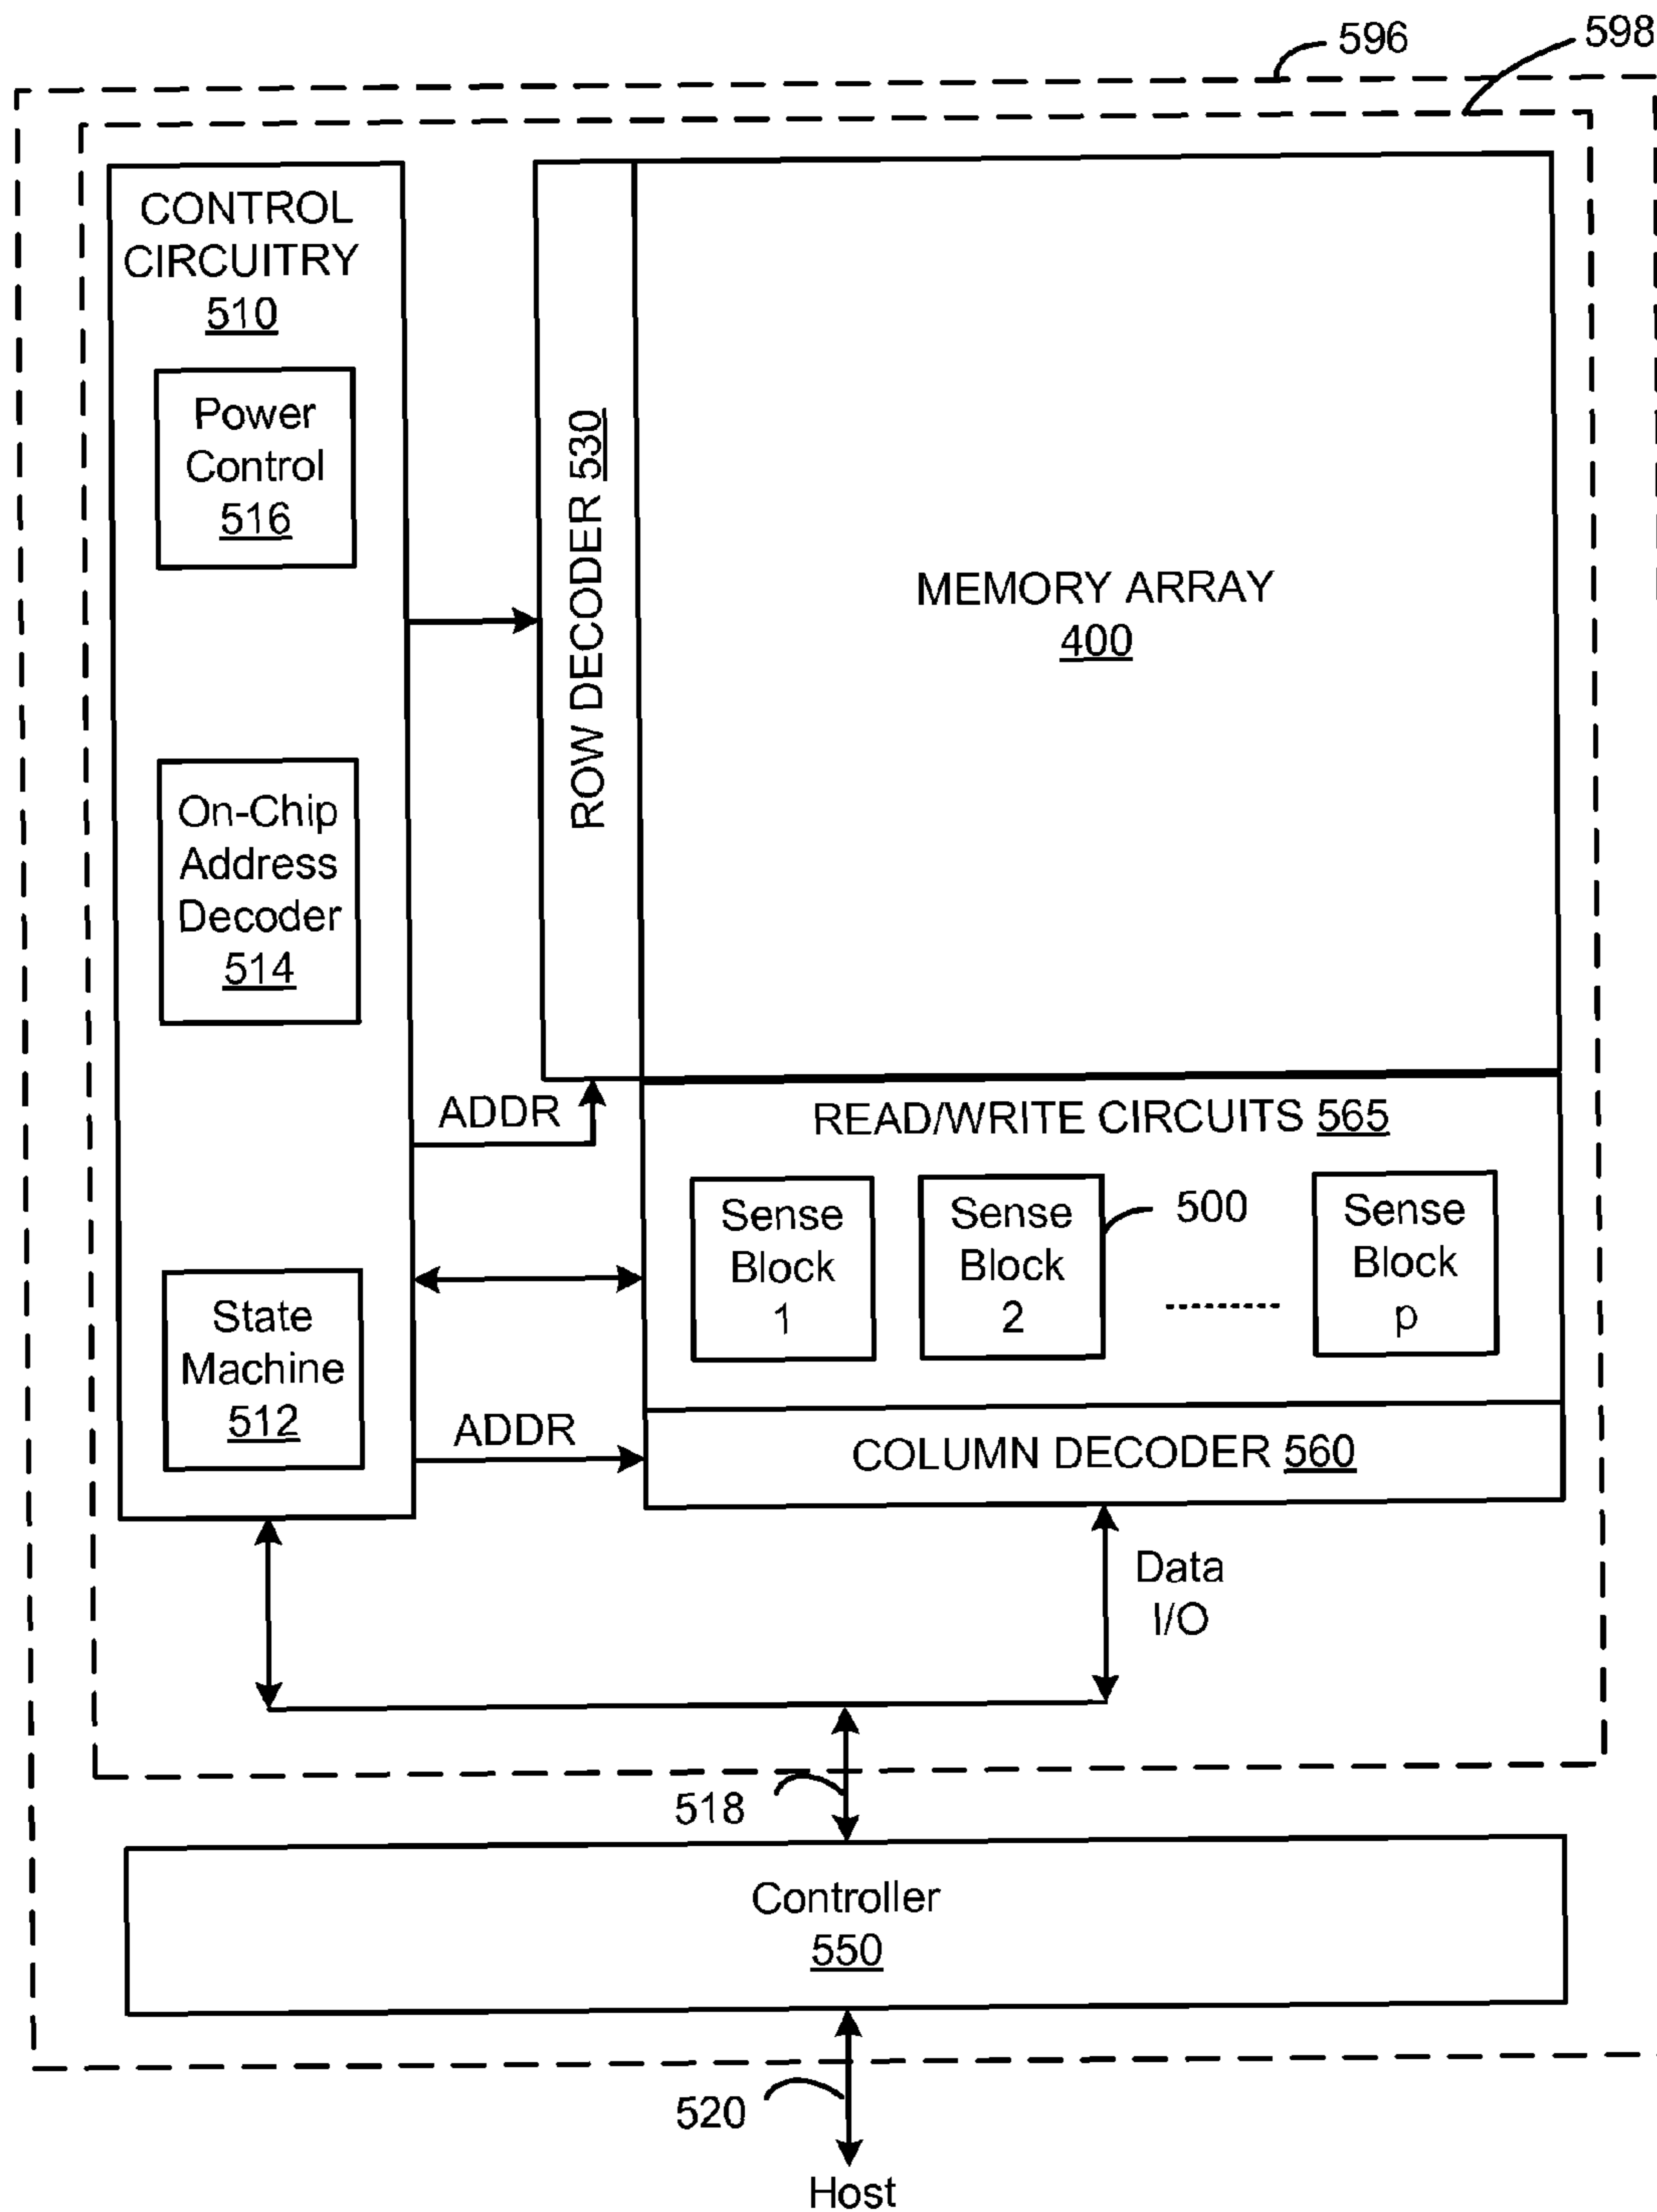 596
598
CONTROL
CIRCUITRY
510
Power
Control
516
On-Chip
Address
Decoder
514
State
Machine
512
ROW DECODER 530
MEMORY ARRAY
400
ADDR
READ/WRITE CIRCUITS 565
Sense
Block
1
Sense
Block
2
500
.........
Sense
Block
p
ADDR
COLUMN DECODER 560
Data
I/O
518
Controller
550
520
Host